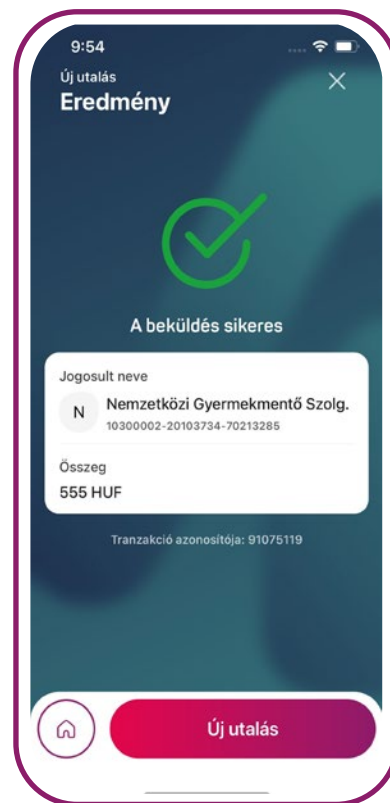 9:54
Új utalás
Eredmény
A beküldés sikeres
Jogosult neve
N
Nemzetközi Gyermekmentő Szolg.
10300002-20103734-70213285
Összeg
555 HUF
Tranzakció azonosítója: 91075119
Új utalás